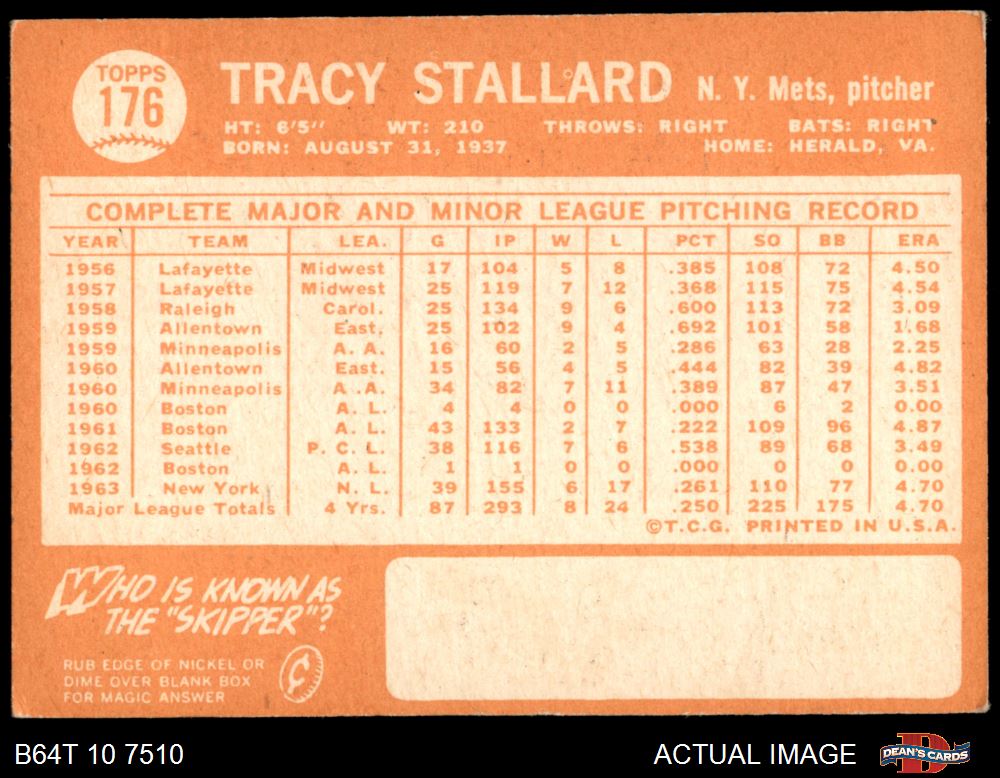 TOPPS
176
TRACY STALLARD N. Y. Mets, pitcher
HT: 6'5" WT: 210 THROWS: RIGHT BATS: RIGHT
BORN: AUGUST 31, 1937 HOME: HERALD, VA.
COMPLETE MAJOR AND MINOR LEAGUE PITCHING RECORD
YEAR TEAM LEA. G IP W L PCT SO BB ERA
1956 Lafayette Midwest 17 104 5 8 .385 108 72 4.50
1957 Lafayette Midwest 25 119 7 12 .368 115 75 4.54
1958 Raleigh Carol. 25 134 9 6 .600 113 72 3.09
1959 Allentown East. 25 102 9 4 .692 101 58 1.68
1959 Minneapolis A. A. 16 60 2 5 .286 63 28 2.25
1960 Allentown East. 15 56 4 5 .444 82 39 4.82
1960 Minneapolis A. A. 34 82 7 11 .389 87 47 3.51
1960 Boston A. L. 4 4 0 0 .000 6 2 0.00
1961 Boston A. L. 43 133 2 7 .222 109 96 4.87
1962 Seattle P. C. L. 38 116 7 6 .538 89 68 3.49
1962 Boston A. L. 1 1 0 0 .000 0 0 0.00
1963 New York N. L. 39 155 6 17 .261 110 77 4.70
Major League Totals 4 Yrs. 87 293 8 24 .250 225 175 4.70
©T.C.G. PRINTED IN U.S.A.
WHO IS KNOWN AS
THE "SKIPPER"?
RUB EDGE OF NICKEL OR
DIME OVER BLANK BOX
FOR MAGIC ANSWER
¢
B64T 10 7510 ACTUAL IMAGE DEAN'S CARDS